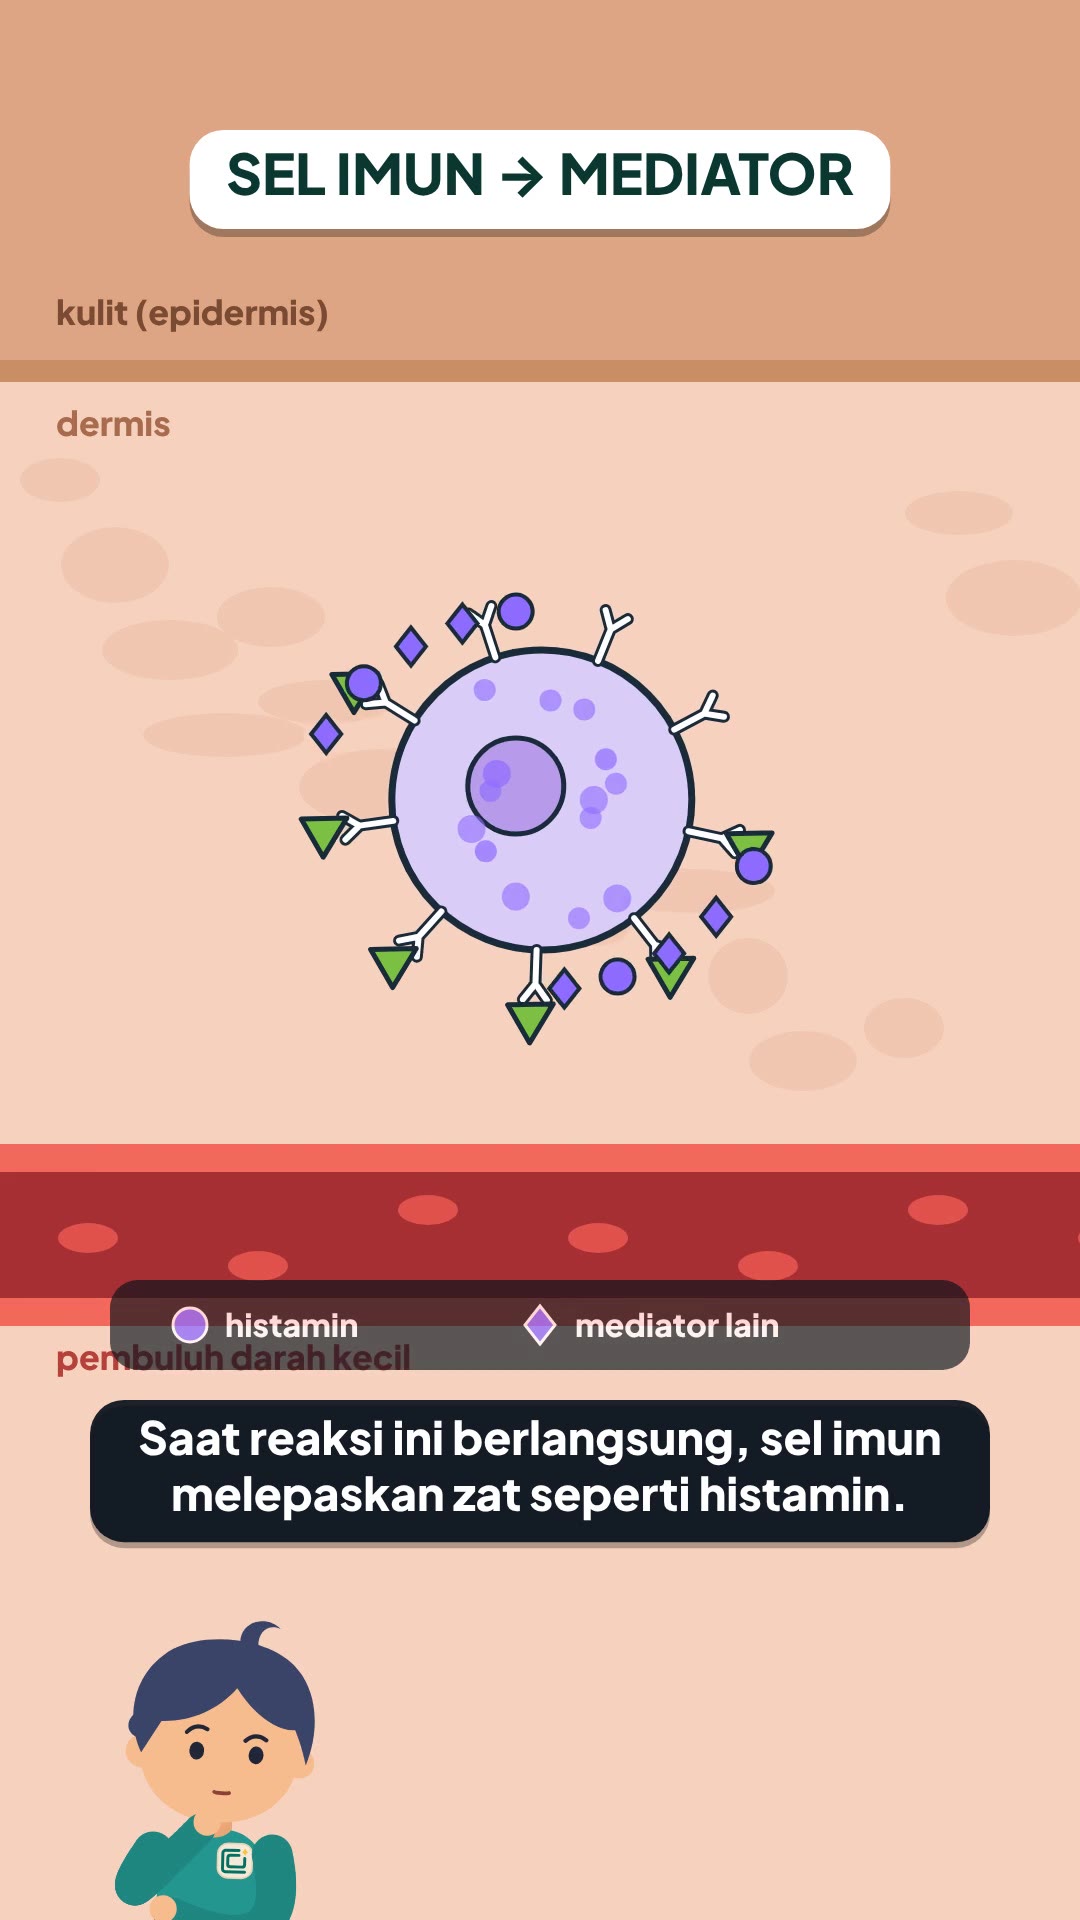 SEL IMUN → MEDIATOR
kulit (epidermis)
dermis
histamin
mediator lain
pembuluh darah kecil
Saat reaksi ini berlangsung, sel imun
melepaskan zat seperti histamin.